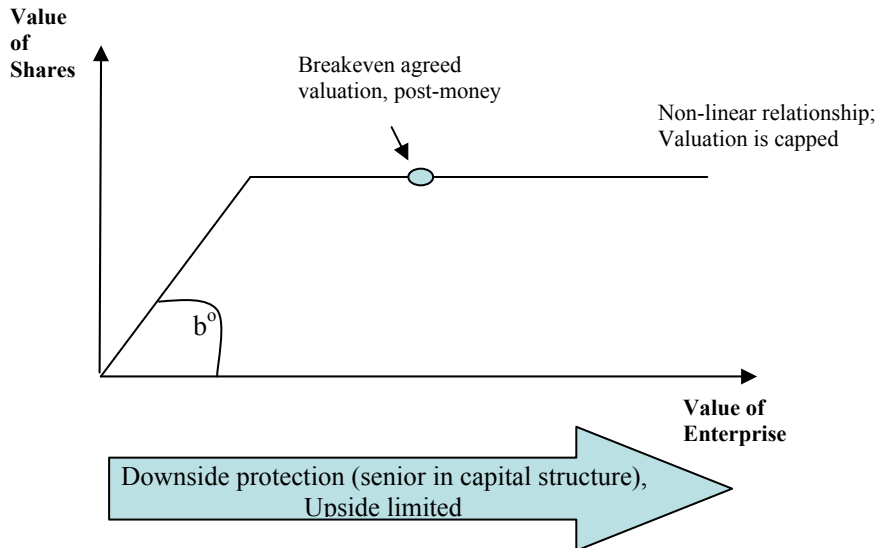 Value
of
Shares
Breakeven agreed
valuation, post-money
Non-linear relationship;
Valuation is capped
bº
Value of
Enterprise
Downside protection (senior in capital structure),
Upside limited